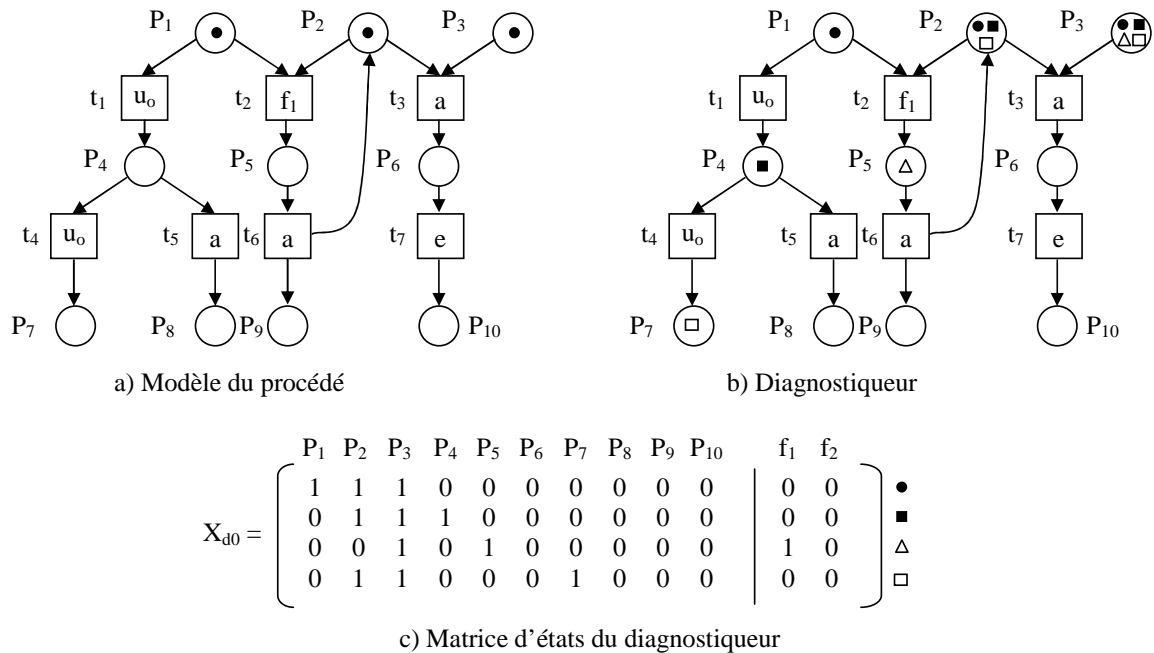 P1 P2 P3
t1 uo t2 f1 t3 a
P4 P5 P6
t4 uo t5 a t6 a t7 e
P7 P8 P9 P10
a) Modèle du procédé
P1 P2 P3
t1 uo t2 f1 t3 a
P4 P5 P6
t4 uo t5 a t6 a t7 e
P7 P8 P9 P10
b) Diagnostiqueur
P1 P2 P3 P4 P5 P6 P7 P8 P9 P10 f1 f2
1 1 1 0 0 0 0 0 0 0 0 0
0 1 1 1 0 0 0 0 0 0 0 0
Xd0 =
0 0 1 0 1 0 0 0 0 0 1 0
0 1 1 0 0 0 1 0 0 0 0 0
c) Matrice d'états du diagnostiqueur